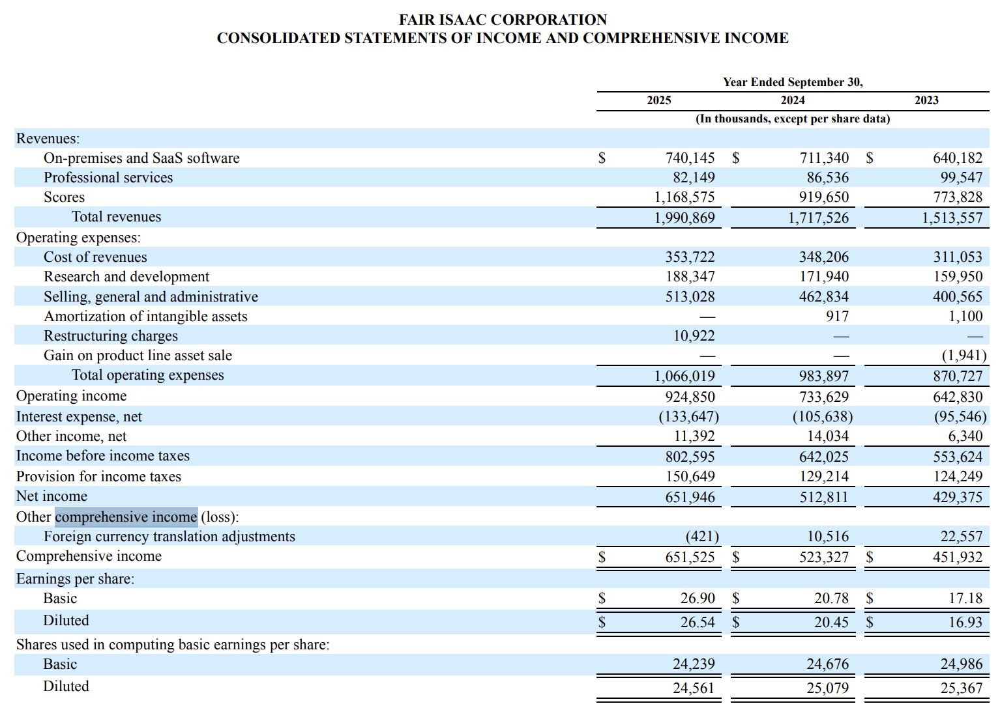 FAIR ISAAC CORPORATION
CONSOLIDATED STATEMENTS OF INCOME AND COMPREHENSIVE INCOME
Year Ended September 30,
2025 2024 2023
(In thousands, except per share data)
Revenues:
On-premises and SaaS software $ 740,145 $ 711,340 $ 640,182
Professional services 82,149 86,536 99,547
Scores 1,168,575 919,650 773,828
Total revenues 1,990,869 1,717,526 1,513,557
Operating expenses:
Cost of revenues 353,722 348,206 311,053
Research and development 188,347 171,940 159,950
Selling, general and administrative 513,028 462,834 400,565
Amortization of intangible assets — 917 1,100
Restructuring charges 10,922 — —
Gain on product line asset sale — — (1,941)
Total operating expenses 1,066,019 983,897 870,727
Operating income 924,850 733,629 642,830
Interest expense, net (133,647) (105,638) (95,546)
Other income, net 11,392 14,034 6,340
Income before income taxes 802,595 642,025 553,624
Provision for income taxes 150,649 129,214 124,249
Net income 651,946 512,811 429,375
Other comprehensive income (loss):
Foreign currency translation adjustments (421) 10,516 22,557
Comprehensive income $ 651,525 $ 523,327 $ 451,932
Earnings per share:
Basic $ 26.90 $ 20.78 $ 17.18
Diluted $ 26.54 $ 20.45 $ 16.93
Shares used in computing basic earnings per share:
Basic 24,239 24,676 24,986
Diluted 24,561 25,079 25,367